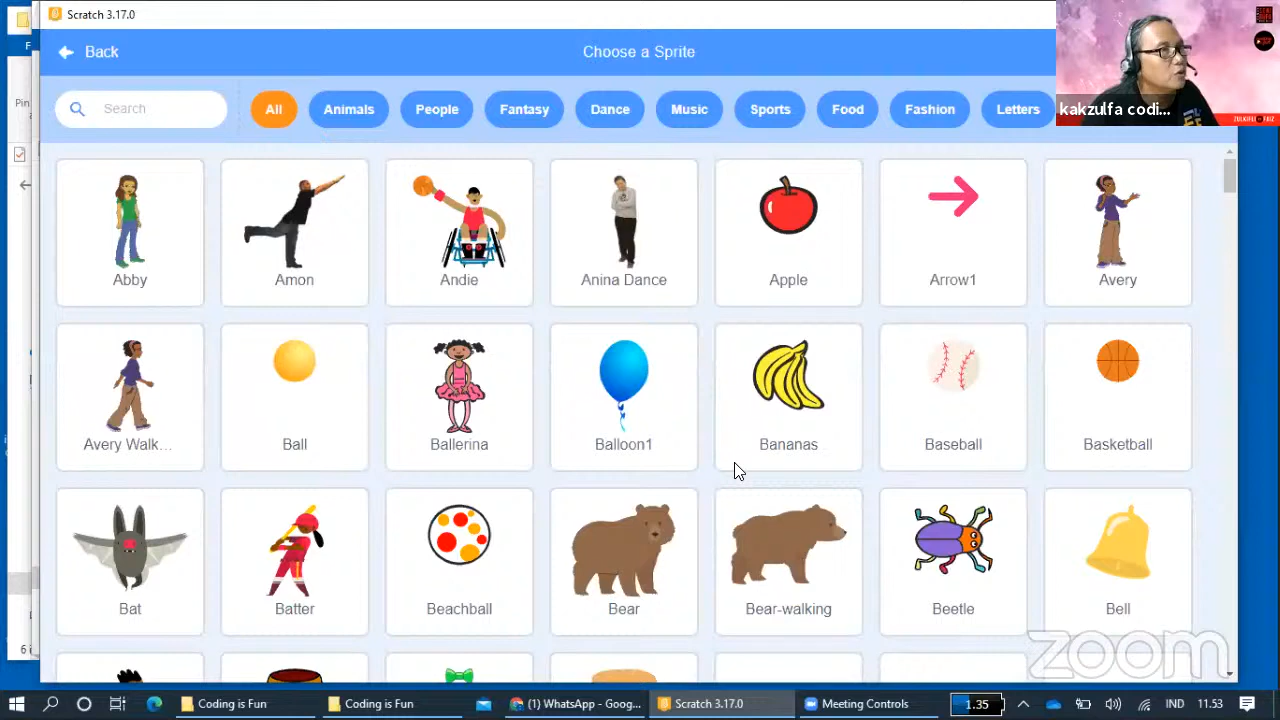 Scratch 3.17.0
Back
Choose a Sprite
Search
All
Animals
People
Fantasy
Dance
Music
Sports
Food
Fashion
Letters
kakzulfa codi...
Pin
Abby
Amon
Andie
Anina Dance
Apple
Arrow1
Avery
Avery Walk...
Ball
Ballerina
Balloon1
Bananas
Baseball
Basketball
Bat
Batter
Beachball
Bear
Bear-walking
Beetle
Bell
zoom
Coding is Fun
Coding is Fun
(1) WhatsApp - Goog...
Scratch 3.17.0
Meeting Controls
1.35
IND
11.53